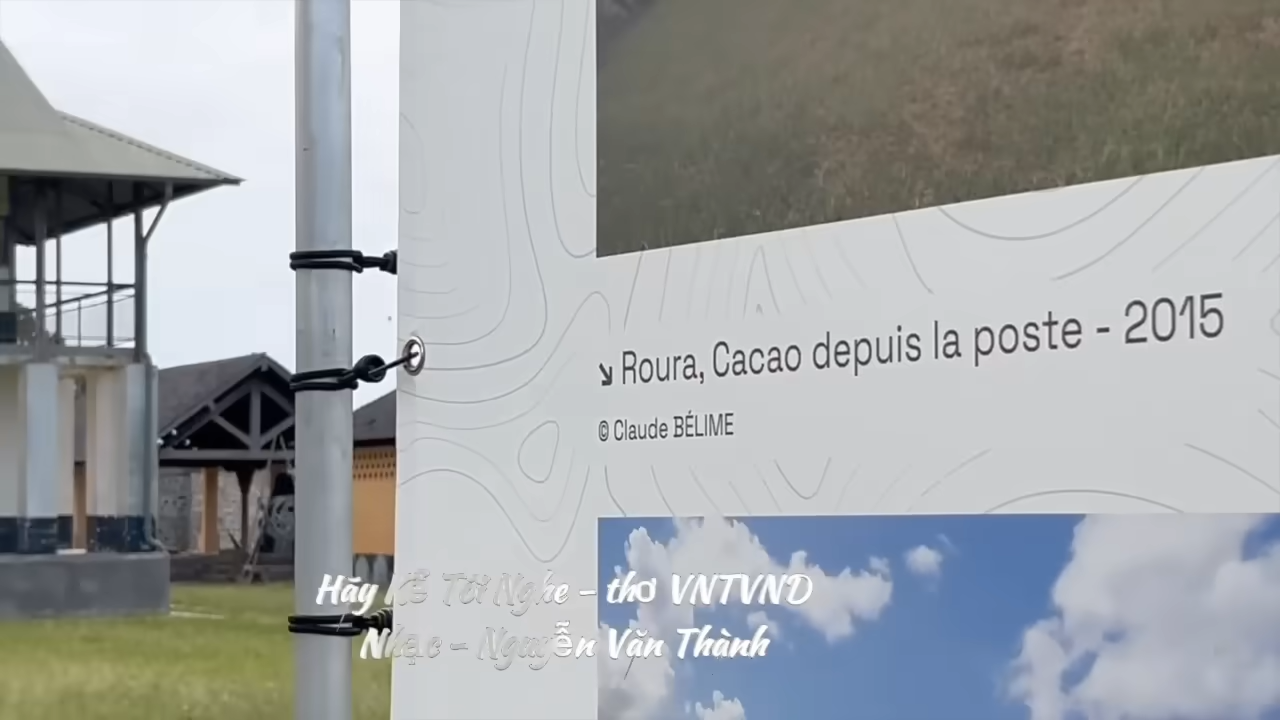 Roura, Cacao depuis la poste - 2015
© Claude BÉLIME
Hãy Kể Tôi Nghe - thơ VNTVND
Nhạc - Nguyễn Văn Thành